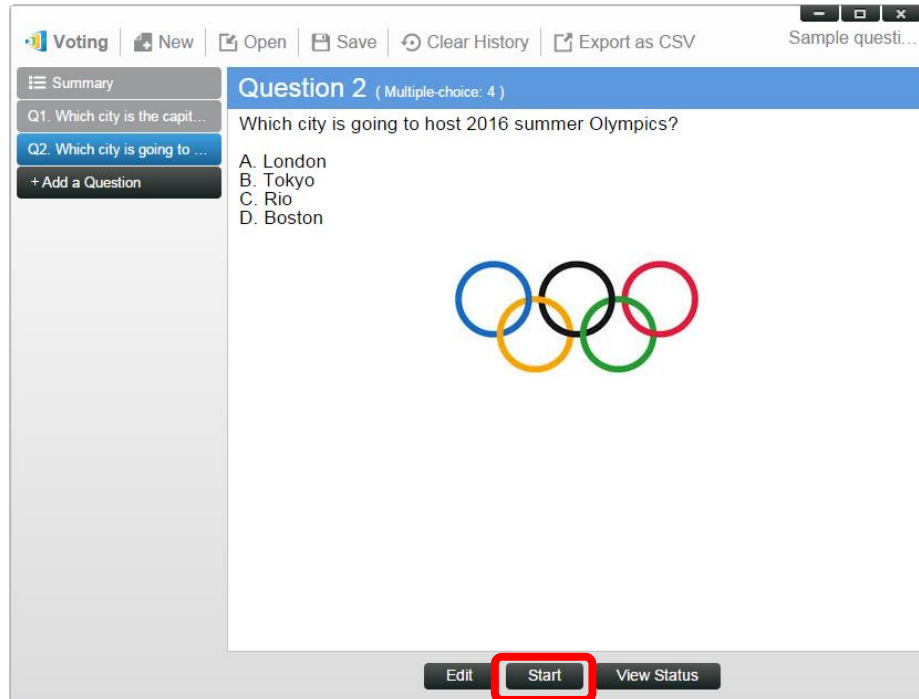 Voting New Open Save Clear History Export as CSV Sample questi...
Summary
Q1. Which city is the capit...
Q2. Which city is going to ...
+ Add a Question
Question 2 ( Multiple-choice: 4 )
Which city is going to host 2016 summer Olympics?
A. London
B. Tokyo
C. Rio
D. Boston
Edit Start View Status